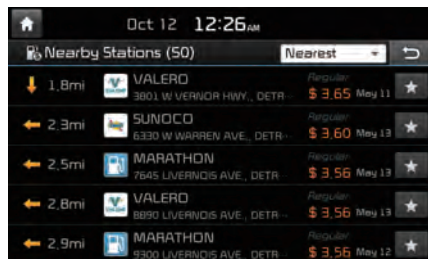 Oct 12 12:26AM
Nearby Stations (50) Nearest
1.8mi VALERO Regular
3801 W VERNOR HWY., DETR··· $ 3.65 May 11
2.3mi SUNOCO Regular
6330 W WARREN AVE., DETR··· $ 3.60 May 13
2.5mi MARATHON Regular
7645 LIVERNOIS AVE., DETR $ 3.56 May 13
2.8mi VALERO Regular
8890 LIVERNOIS AVE., DETR··· $ 3.56 May 13
2.9mi MARATHON Regular
9300 LIVERNOIS AVE., DETR $ 3.56 May 12